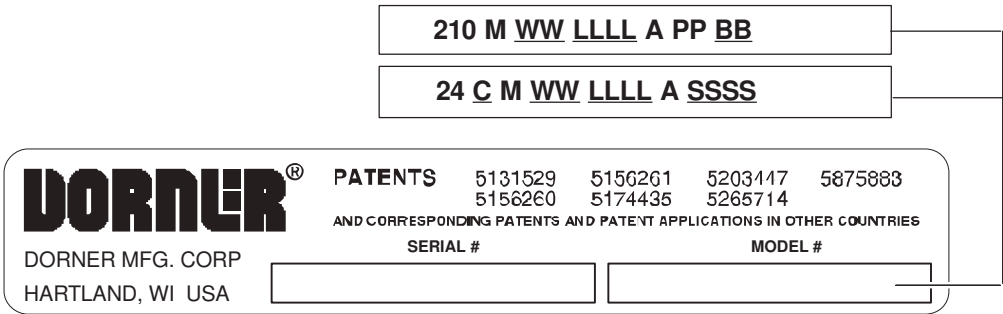 210 M WW LLLL A PP BB
24 C M WW LLLL A SSSS
DORNER®
PATENTS 5131529 5156261 5203447 5875883
5156260 5174435 5265714
AND CORRESPONDING PATENTS AND PATENT APPLICATIONS IN OTHER COUNTRIES
SERIAL # MODEL #
DORNER MFG. CORP
HARTLAND, WI USA